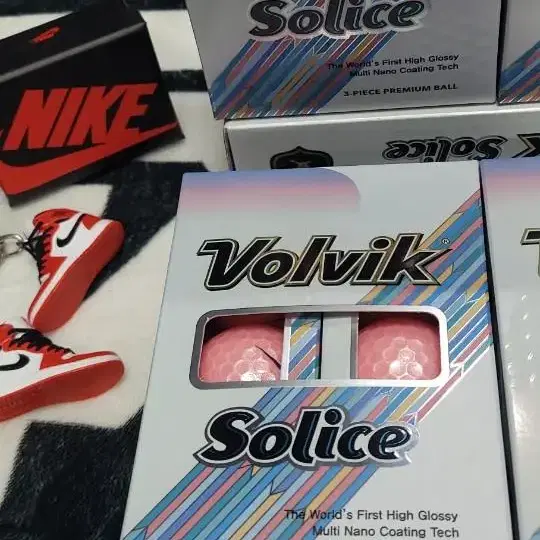 NIKE
Solice
The World's First High Glossy
Multi Nano Coating Tech
3-PIECE PREMIUM BALL
Solice
Volvik®
Solice
The World's First High Glossy
Multi Nano Coating Tech